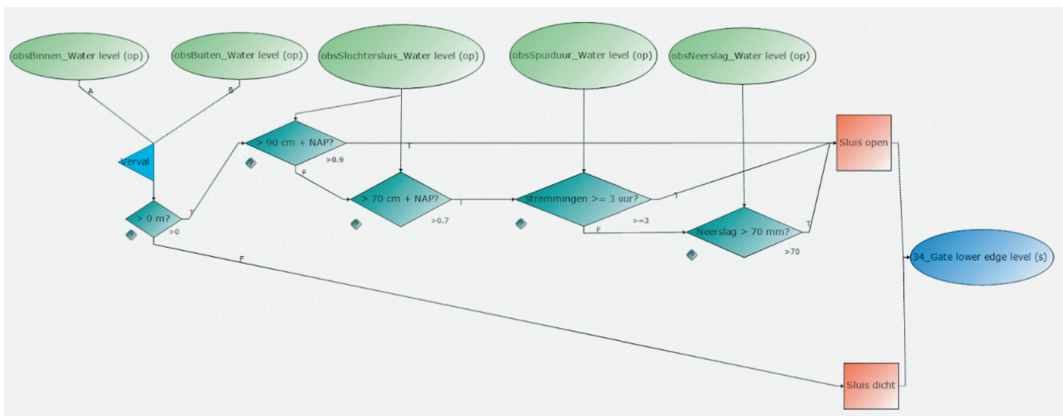 obsBinnen_Water level (op)
obsBuiten_Water level (op)
obsSlochtersluis_Water level (op)
obsSpuiduur_Water level (op)
obsNeerslag_Water level (op)
A
B
> 90 cm + NAP?
>0.9
T
Sluis open
Verval
F
> 70 cm + NAP?
>0.7
T
stremmingen >= 3 uur?
>=3
T
> 0 m?
>0
T
F
Neerslag > 70 mm?
>70
T
F
34_Gate lower edge level (s)
Sluis dicht